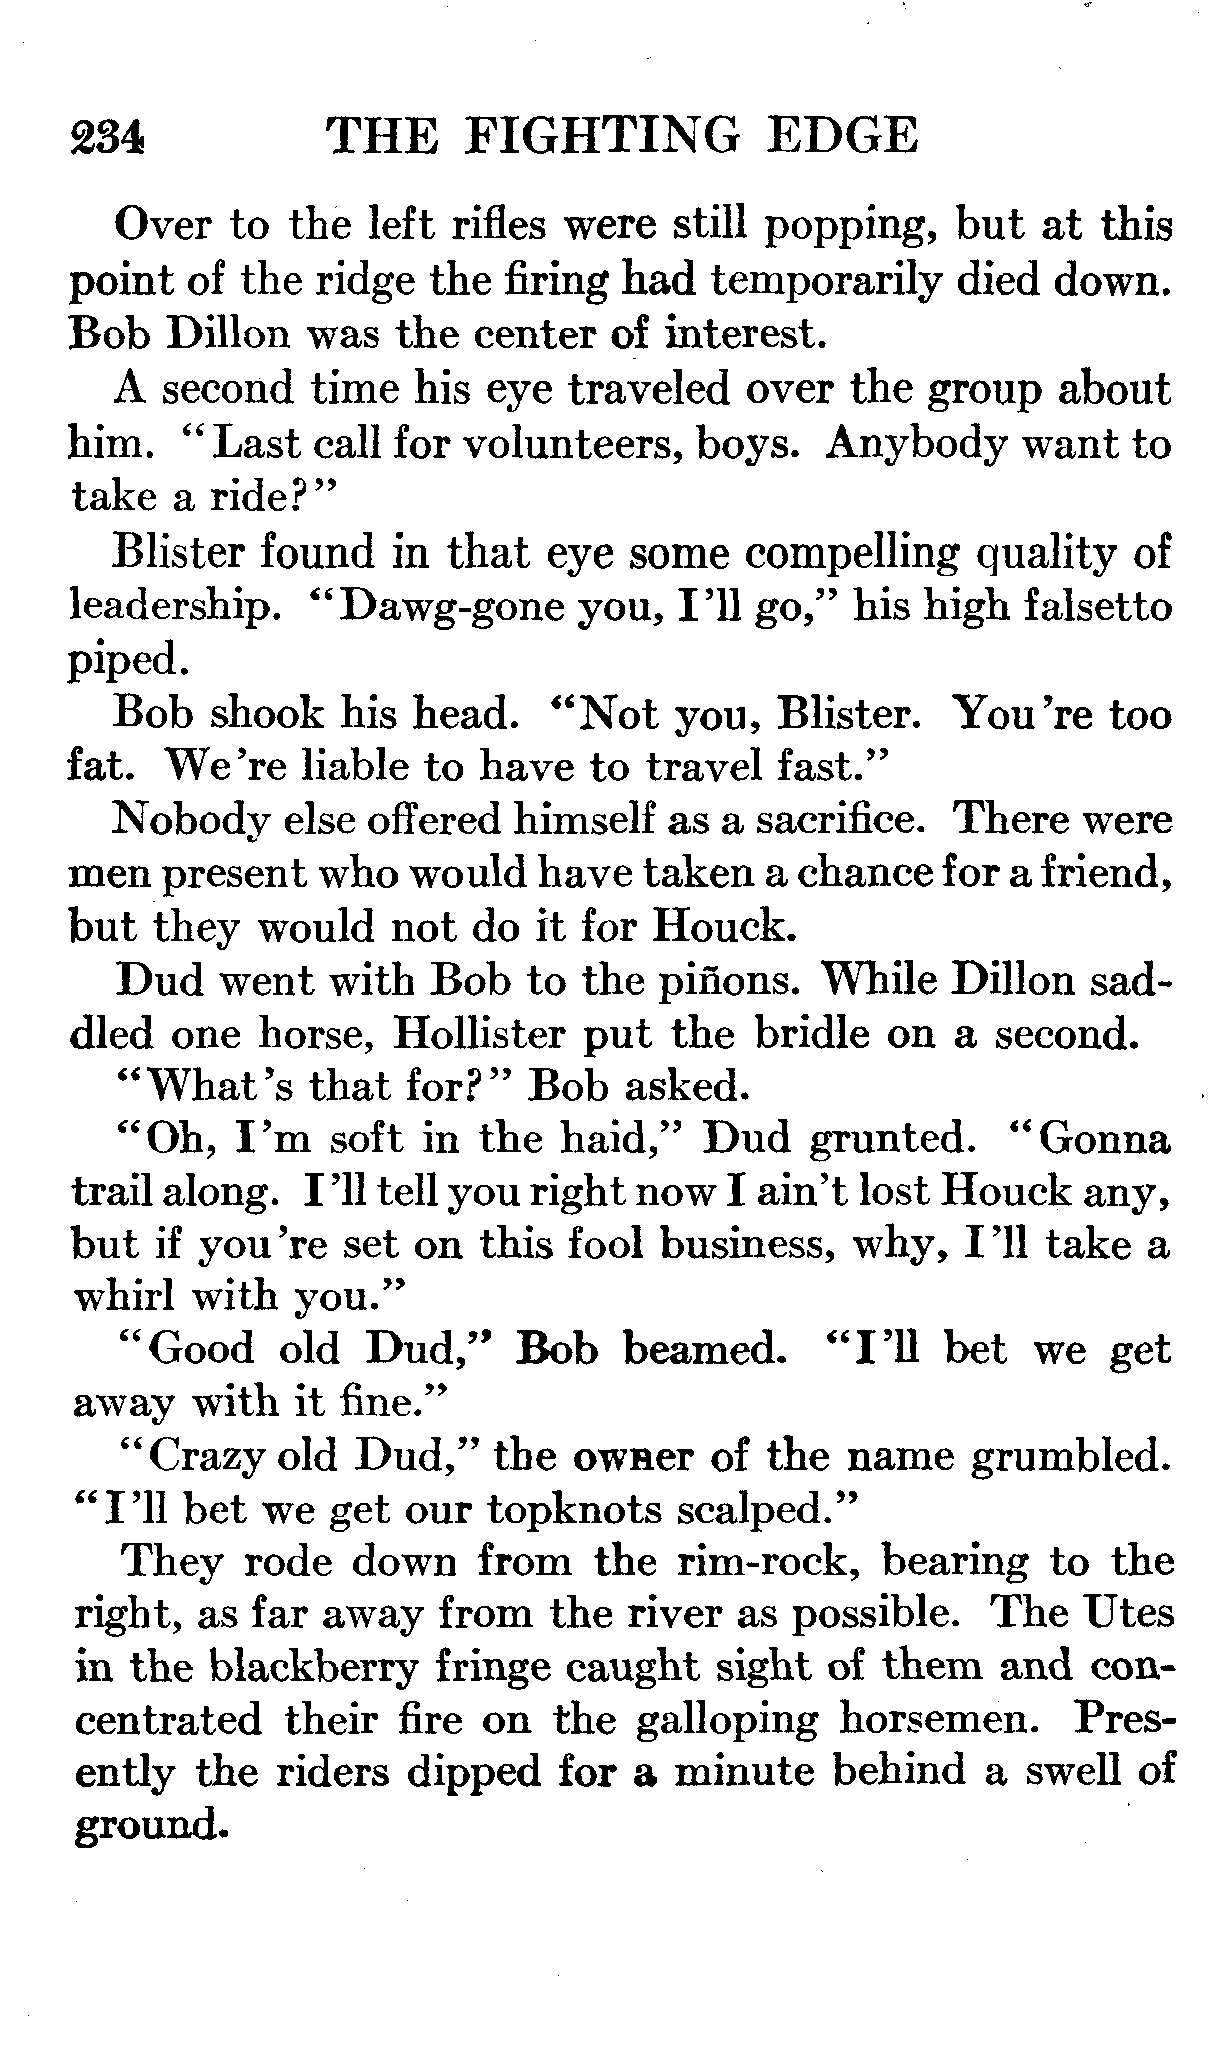 234 THE FIGHTING EDGE
Over to the left rifles were still popping, but at this
point of the ridge the firing had temporarily died down.
Bob Dillon was the center of interest.
A second time his eye traveled over the group about
him. “Last call for volunteers, boys. Anybody want to
take a ride?”
Blister found in that eye some compelling quality of
leadership. “Dawg-gone you, I’ll go,” his high falsetto
piped.
Bob shook his head. “Not you, Blister. You’re too
fat. We’re liable to have to travel fast.”
Nobody else offered himself as a sacrifice. There were
men present who would have taken a chance for a friend,
but they would not do it for Houck.
Dud went with Bob to the piñons. While Dillon sad-
dled one horse, Hollister put the bridle on a second.
“What’s that for?” Bob asked.
“Oh, I’m soft in the haid,” Dud grunted. “Gonna
trail along. I’ll tell you right now I ain’t lost Houck any,
but if you’re set on this fool business, why, I’ll take a
whirl with you.”
“Good old Dud,” Bob beamed. “I’ll bet we get
away with it fine.”
“Crazy old Dud,” the owner of the name grumbled.
“I’ll bet we get our topknots scalped.”
They rode down from the rim-rock, bearing to the
right, as far away from the river as possible. The Utes
in the blackberry fringe caught sight of them and con-
centrated their fire on the galloping horsemen. Pres-
ently the riders dipped for a minute behind a swell of
ground.